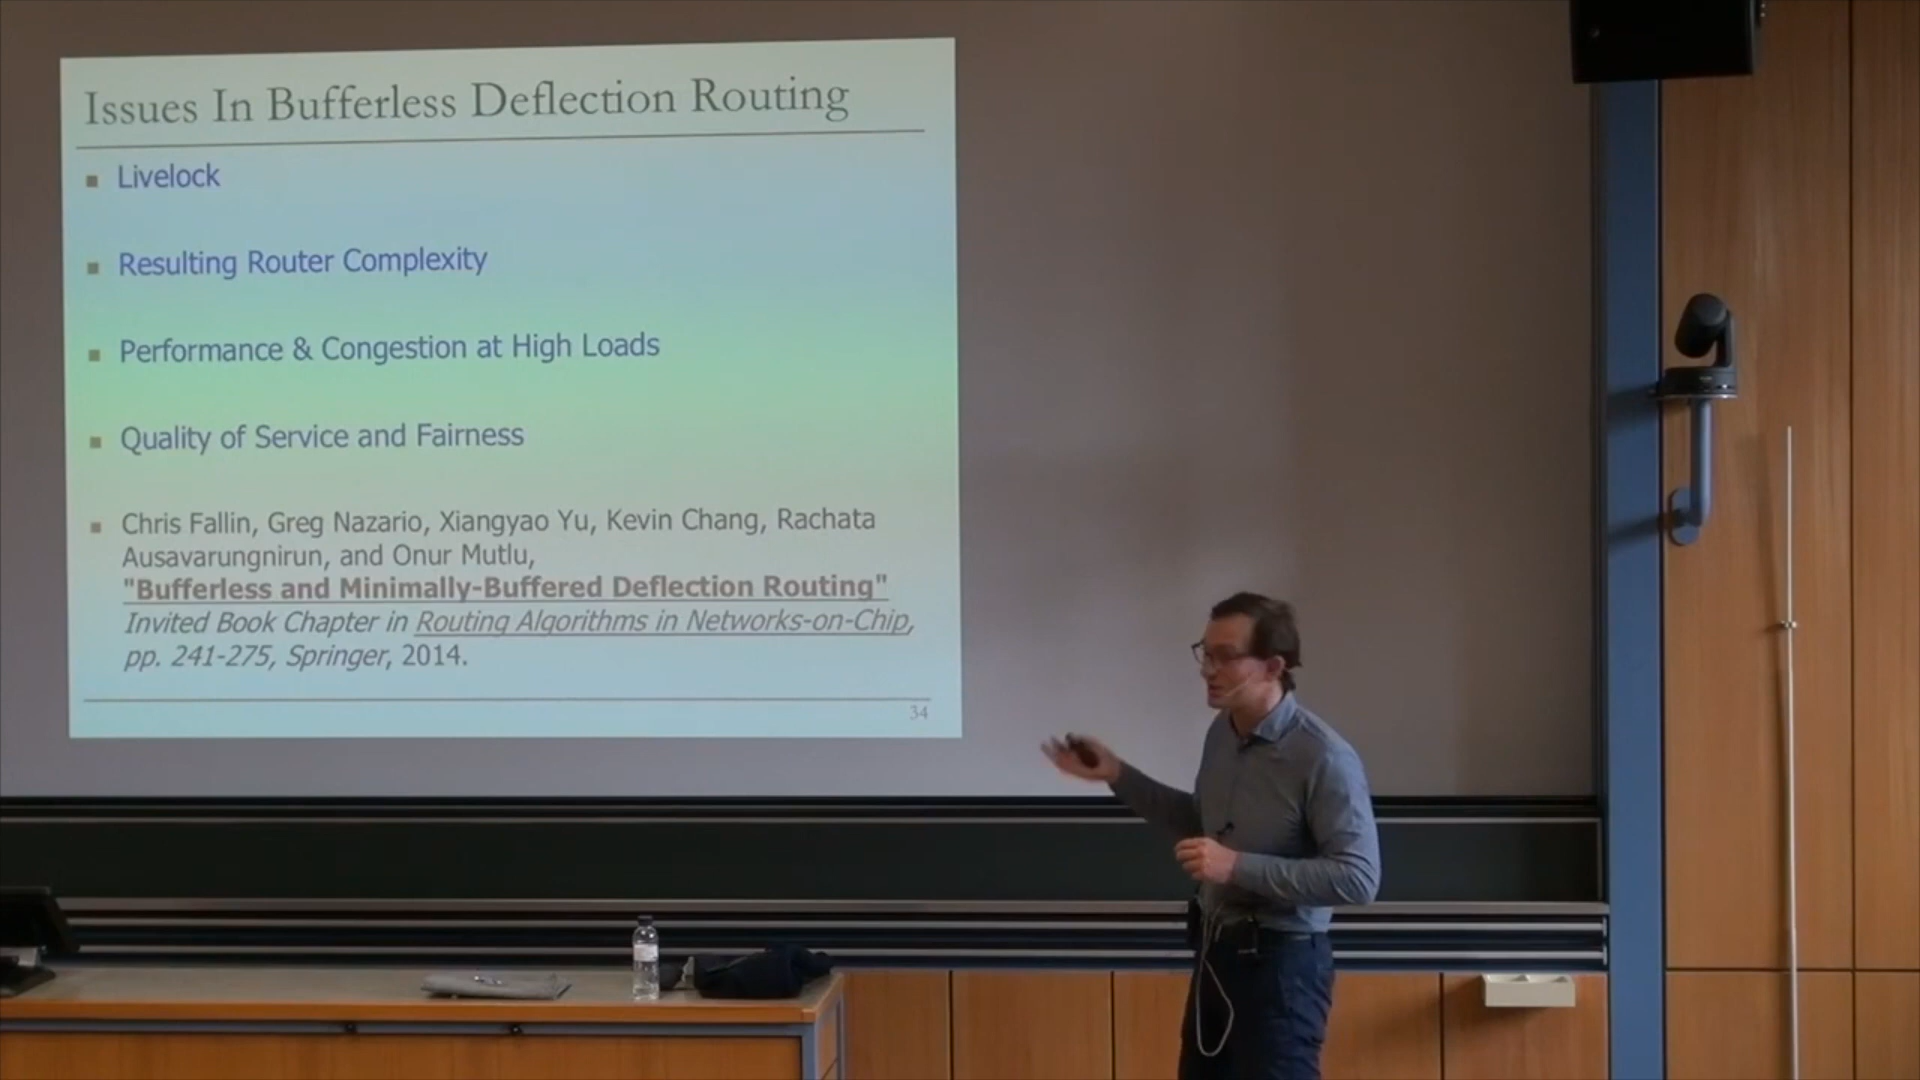 Issues In Bufferless Deflection Routing
Livelock
Resulting Router Complexity
Performance & Congestion at High Loads
Quality of Service and Fairness
Chris Fallin, Greg Nazario, Xiangyao Yu, Kevin Chang, Rachata
Ausavarungnirun, and Onur Mutlu,
"Bufferless and Minimally-Buffered Deflection Routing"
Invited Book Chapter in Routing Algorithms in Networks-on-Chip,
pp. 241-275, Springer, 2014.
34